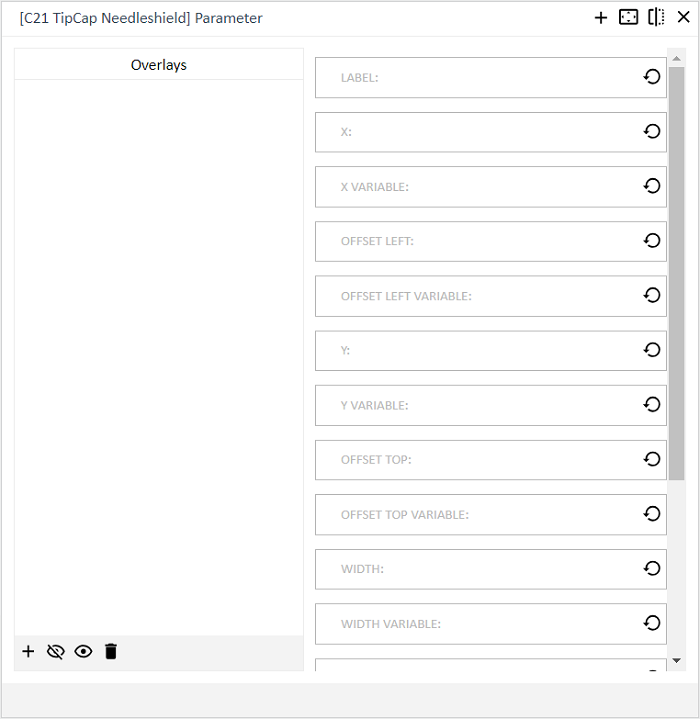 [C21 TipCap Needleshield] Parameter
Overlays
LABEL:
X:
X VARIABLE:
OFFSET LEFT:
OFFSET LEFT VARIABLE:
Y:
Y VARIABLE:
OFFSET TOP:
OFFSET TOP VARIABLE:
WIDTH:
WIDTH VARIABLE: